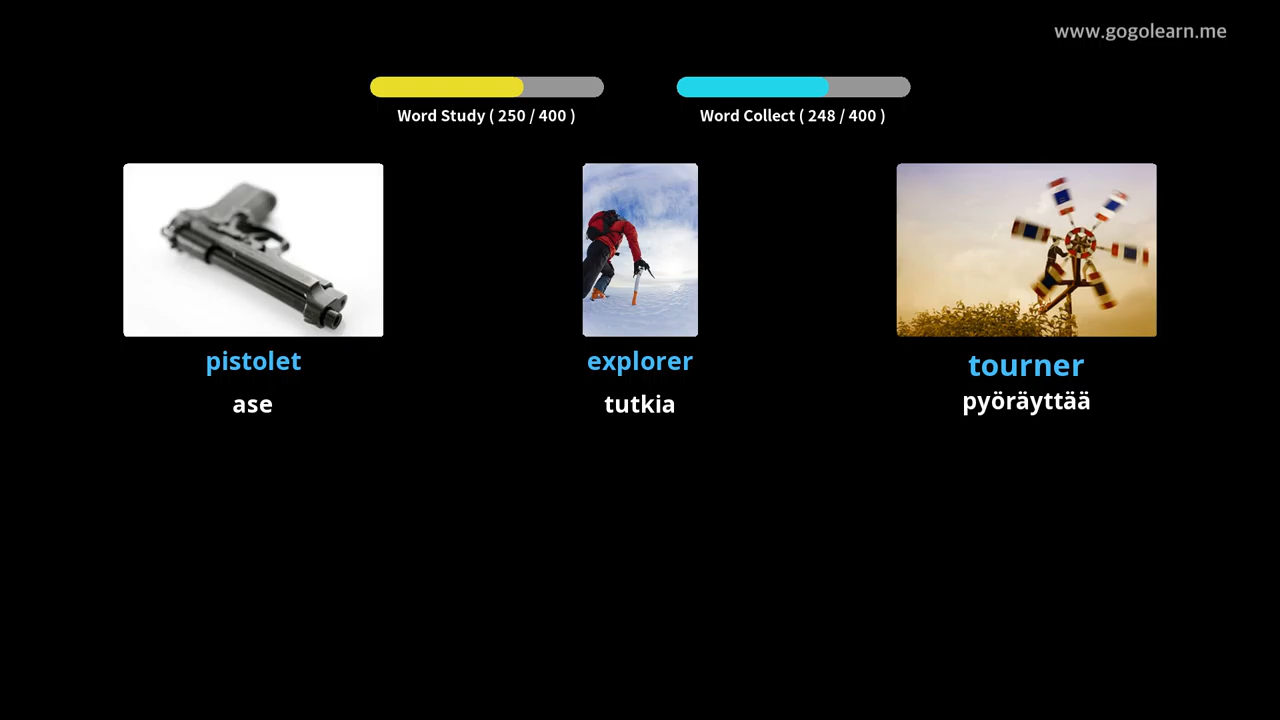 www.gogolearn.me
Word Study ( 250 / 400 )
Word Collect ( 248 / 400 )
pistolet
ase
explorer
tutkia
tourner
pyöräyttää